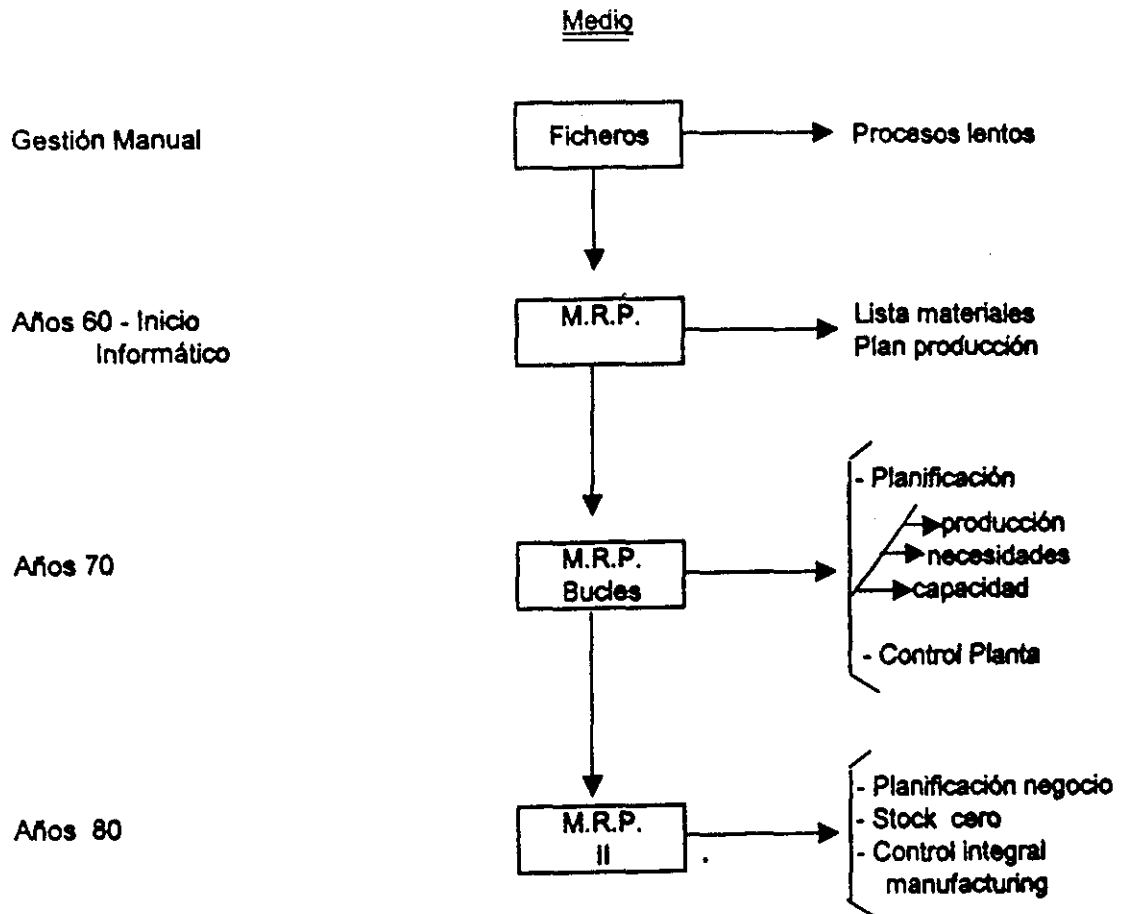 Medio
Gestión Manual
Ficheros
Procesos lentos
Años 60 - Inicio
Informático
M.R.P.
Lista materiales
Plan producción
Años 70
M.R.P.
Bucles
- Planificación
producción
necesidades
capacidad
- Control Planta
Años 80
M.R.P.
II
- Planificación negocio
- Stock cero
- Control integral
manufacturing